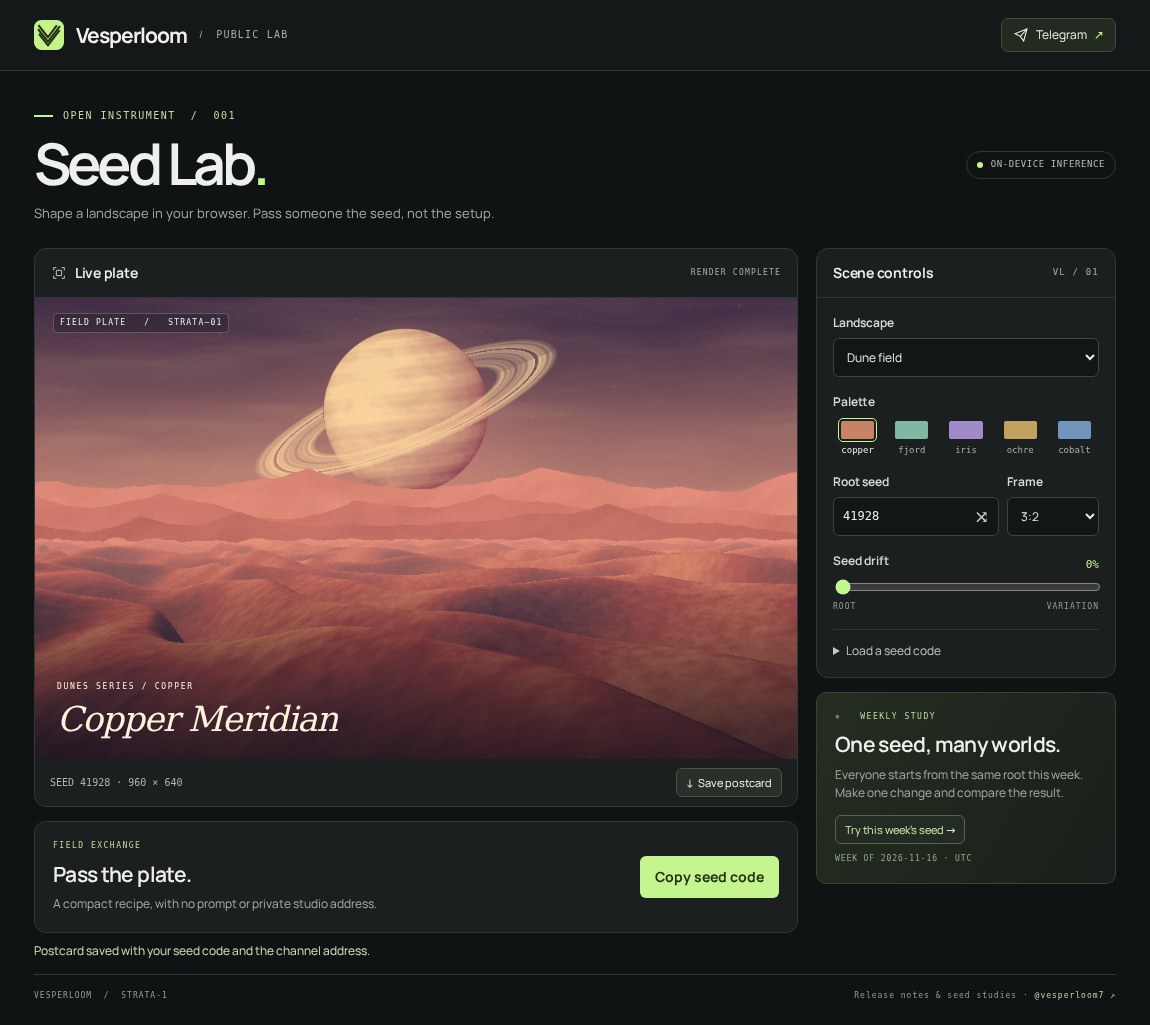 Vesperloom / PUBLIC LAB
Telegram ↗
OPEN INSTRUMENT / 001
Seed Lab.
ON-DEVICE INFERENCE
Shape a landscape in your browser. Pass someone the seed, not the setup.
Live plate
RENDER COMPLETE
FIELD PLATE / STRATA—01
DUNES SERIES / COPPER
Copper Meridian
SEED 41928 · 960 × 640
↓ Save postcard
FIELD EXCHANGE
Pass the plate.
A compact recipe, with no prompt or private studio address.
Copy seed code
Postcard saved with your seed code and the channel address.
Scene controls
VL / 01
Landscape
Dune field
Palette
copper fjord iris ochre cobalt
Root seed Frame
41928 3:2
Seed drift 0%
ROOT VARIATION
Load a seed code
WEEKLY STUDY
One seed, many worlds.
Everyone starts from the same root this week.
Make one change and compare the result.
Try this week's seed →
WEEK OF 2026-11-16 · UTC
VESPERLOOM / STRATA-1
Release notes & seed studies · @vesperloom7 ↗